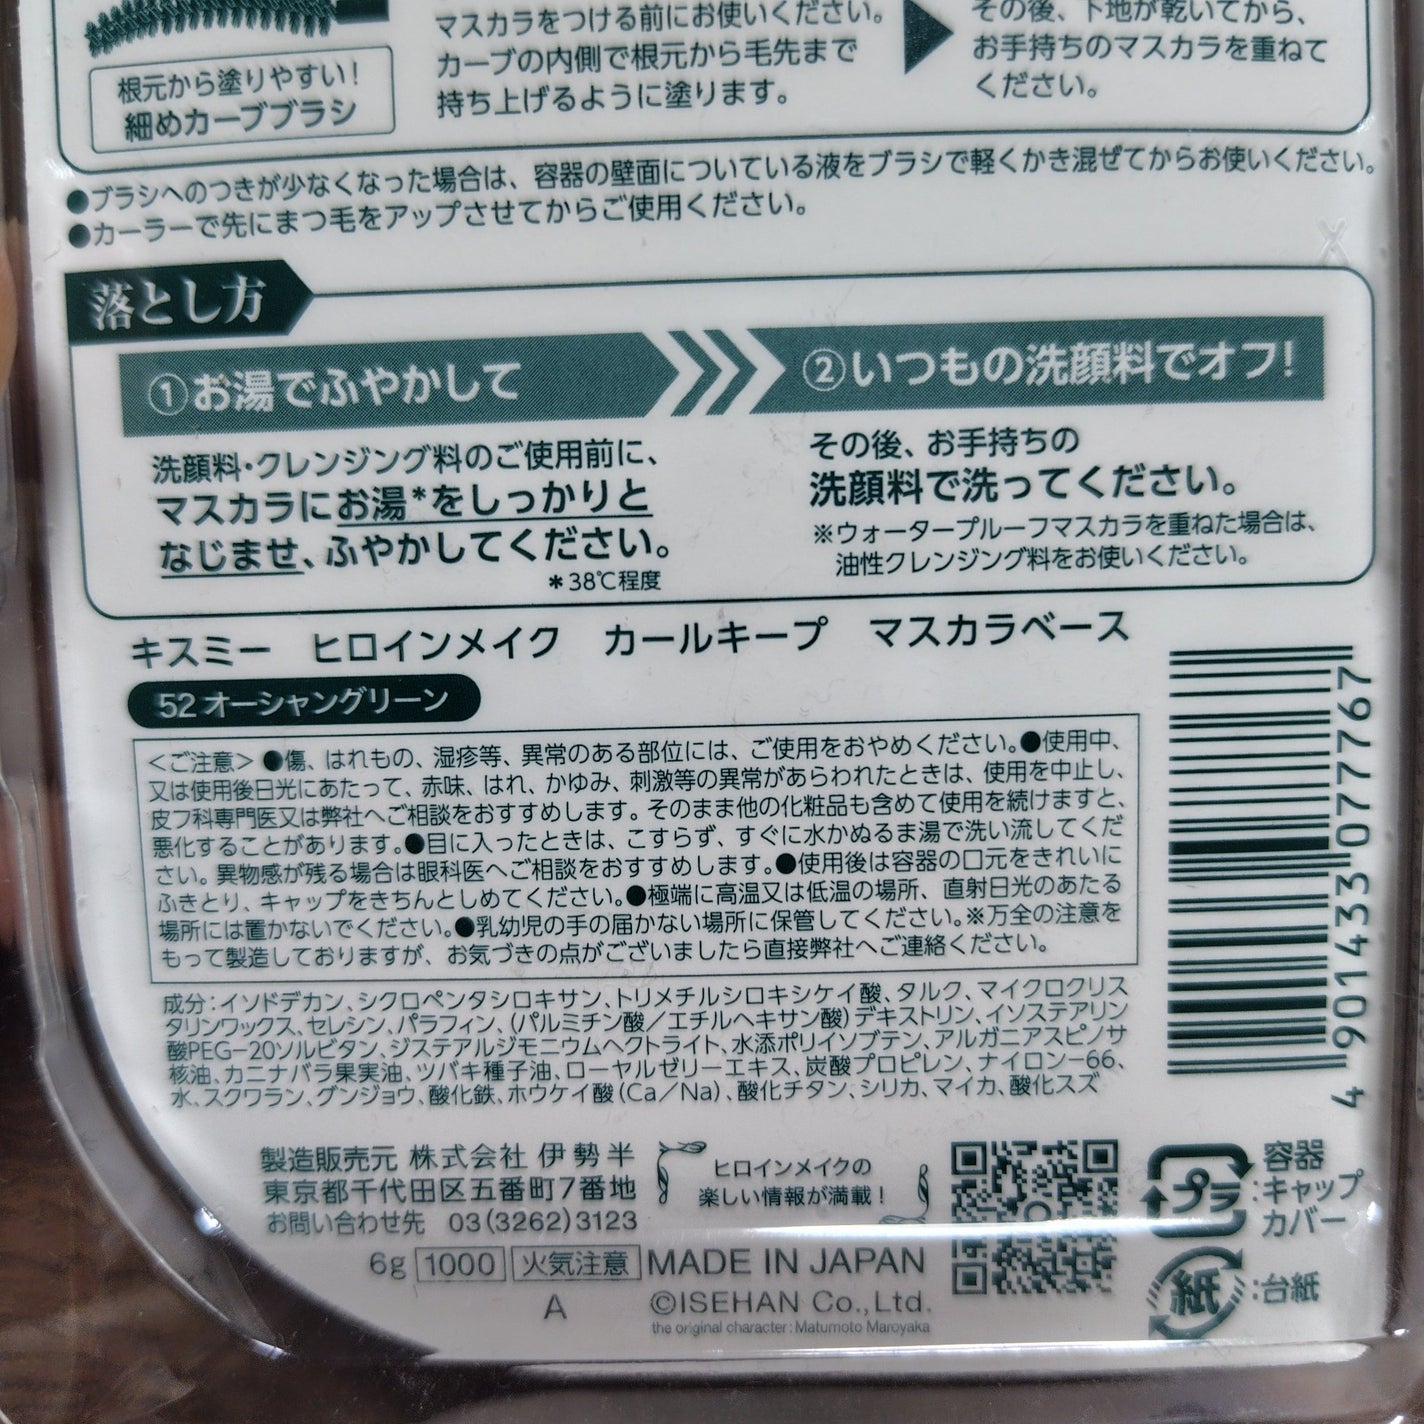 マスカラをつける前にお使いください。
カーブの内側で根元から毛先まで
持ち上げるように塗ります。
その後、下地が乾いてから、
お手持ちのマスカラを重ねて
ください。
根元から塗りやすい!
細めカーブブラシ
●ブラシへのつきが少なくなった場合は、容器の壁面についている液をブラシで軽くかき混ぜてからお使いください。
●カーラーで先にまつ毛をアップさせてからご使用ください。
落とし方
①お湯でふやかして
洗顔料・クレンジング料のご使用前に、
マスカラにお湯*をしっかりと
なじませ、ふやかしてください。
*38℃程度
②いつもの洗顔料でオフ!
その後、お手持ちの
洗顔料で洗ってください。
※ウォータープルーフマスカラを重ねた場合は、
油性クレンジング料をお使いください。
キスミー ヒロインメイク カールキープ マスカラベース
52 オーシャングリーン
<ご注意>●傷、はれもの、湿疹等、異常のある部位には、ご使用をおやめください。●使用中、
又は使用後日光にあたって、赤味、はれ、かゆみ、刺激等の異常があらわれたときは、使用を中止し、
皮フ科専門医又は弊社へご相談をおすすめします。そのまま他の化粧品も含めて使用を続けますと、
悪化することがあります。●目に入ったときは、こすらず、すぐに水かぬるま湯で洗い流してくだ
さい。異物感が残る場合は眼科医へご相談をおすすめします。●使用後は容器の口元をきれいに
ふきとり、キャップをきちんとしめてください。●極端に高温又は低温の場所、直射日光のあたる
場所には置かないでください。●乳幼児の手の届かない場所に保管してください。※万全の注意を
もって製造しておりますが、お気づきの点がございましたら直接弊社へご連絡ください。
成分:イソドデカン、シクロペンタシロキサン、トリメチルシロキシケイ酸、タルク、マイクロクリス
タリンワックス、セレシン、パラフィン、(パルミチン酸/エチルヘキサン酸)デキストリン、イソステアリン
酸PEG-20ソルビタン、ジステアルジモニウムヘクトライト、水添ポリイソブテン、アルガニアスピノサ
核油、カニナバラ果実油、ツバキ種子油、ローヤルゼリーエキス、炭酸プロピレン、ナイロン-66、
水、スクワラン、グンジョウ、酸化鉄、ホウケイ酸(Ca/Na)、酸化チタン、シリカ、マイカ、酸化スズ
4 901433 077767
製造販売元 株式会社 伊勢半
東京都千代田区五番町7番地
お問い合わせ先 03(3262)3123
6g 1000 火気注意
A
ヒロインメイクの
楽しい情報が満載!
MADE IN JAPAN
©ISEHAN Co.,Ltd.
the original character:Matumoto Maroyaka
プラ
:容器
キャップ
カバー
紙
:台紙